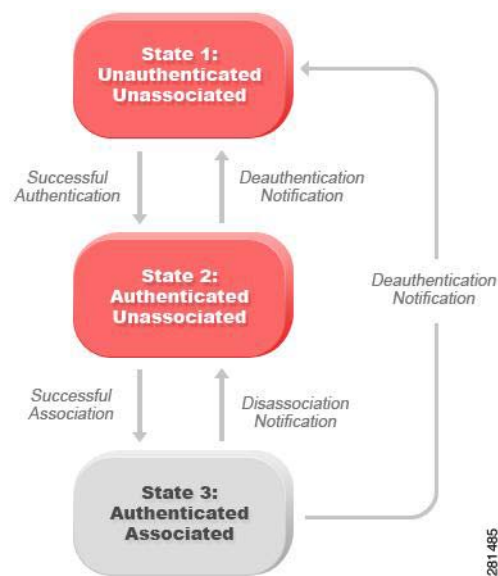 State 1:
Unauthenticated
Unassociated
Successful
Authentication
Deauthentication
Notification
State 2:
Authenticated
Unassociated
Deauthentication
Notification
Successful
Association
Disassociation
Notification
State 3:
Authenticated
Associated
281485